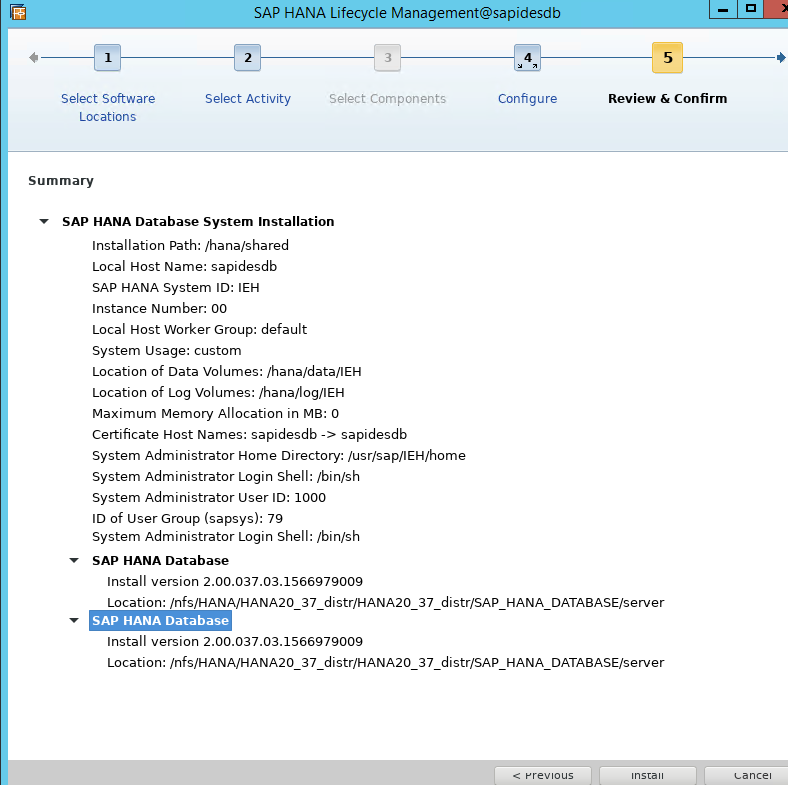 SAP HANA Lifecycle Management@sapidesdb
1
2
3
4
5
Select Software
Locations
Select Activity
Select Components
Configure
Review & Confirm
Summary
SAP HANA Database System Installation
Installation Path: /hana/shared
Local Host Name: sapidesdb
SAP HANA System ID: IEH
Instance Number: 00
Local Host Worker Group: default
System Usage: custom
Location of Data Volumes: /hana/data/IEH
Location of Log Volumes: /hana/log/IEH
Maximum Memory Allocation in MB: 0
Certificate Host Names: sapidesdb -> sapidesdb
System Administrator Home Directory: /usr/sap/IEH/home
System Administrator Login Shell: /bin/sh
System Administrator User ID: 1000
ID of User Group (sapsys): 79
System Administrator Login Shell: /bin/sh
SAP HANA Database
Install version 2.00.037.03.1566979009
Location: /nfs/HANA/HANA20_37_distr/HANA20_37_distr/SAP_HANA_DATABASE/server
SAP HANA Database
Install version 2.00.037.03.1566979009
Location: /nfs/HANA/HANA20_37_distr/HANA20_37_distr/SAP_HANA_DATABASE/server
< Previous
Install
Cancel